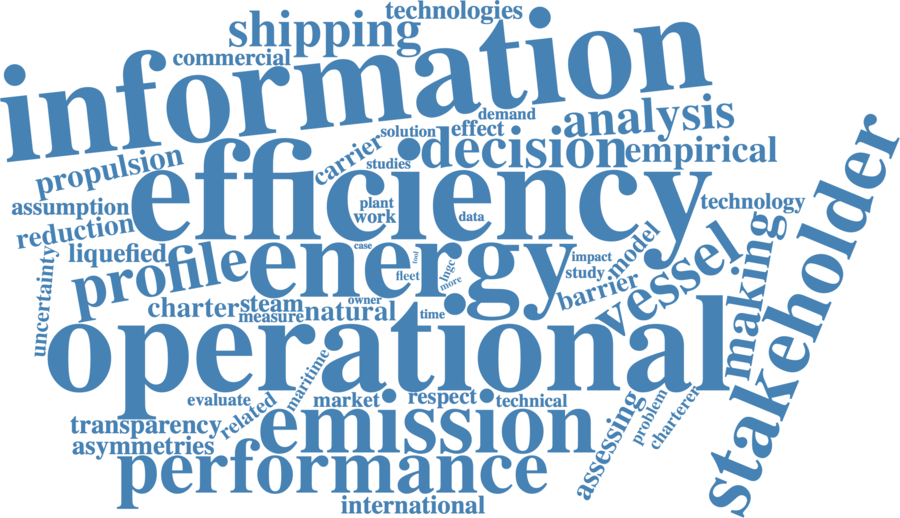 technologies
shipping
information
commercial
demand
analysis
solution
effect
decision
empirical
carrier
studies
propulsion
efficiency
stakeholder
assumption
plant
work
data
technology
reduction
liquefied
case
food
energy
profile
fleet
lngc
more
impact
study
model
barrier
vessel
making
uncertainty
charter
steam
owner
measure
natural
time
operational
maritime
evaluate
related
market
respect
technical
assessing
problem
charterer
transparency
emission
asymmetries
performance
international